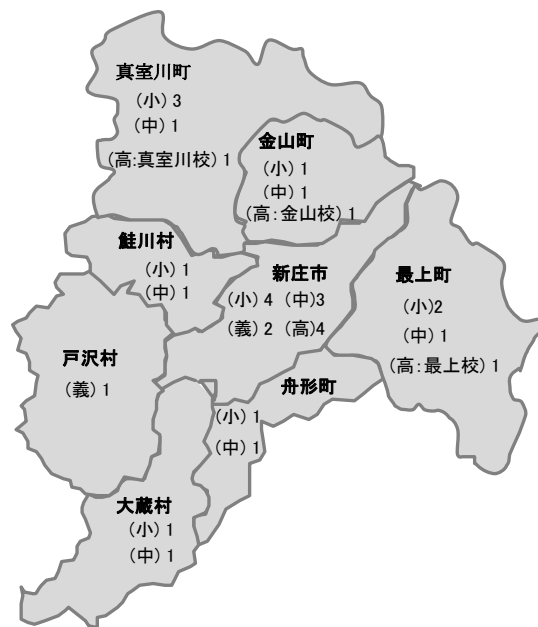 真室川町
(小) 3
(中) 1
(高:真室川校) 1
金山町
(小) 1
(中) 1
(高:金山校) 1
鮭川村
(小) 1
(中) 1
新庄市
(小) 4 (中)3
(義) 2 (高)4
最上町
(小)2
(中) 1
(高:最上校) 1
戸沢村
(義) 1
舟形町
(小) 1
(中) 1
大蔵村
(小) 1
(中) 1